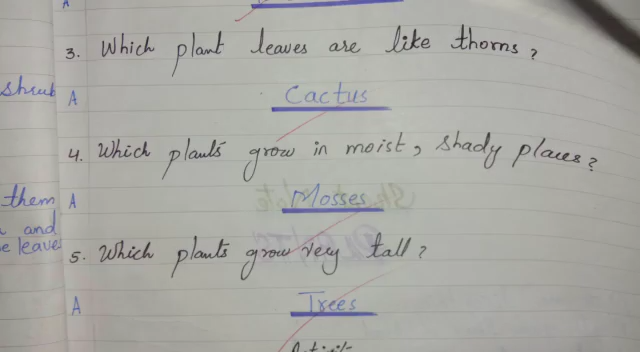 A
3. Which plant leaves are like thorns?
shrub
A Cactus
4. Which plants grow in moist, shady places?
them
A Mosses
and
leave
5. Which plants grow very tall?
A Trees